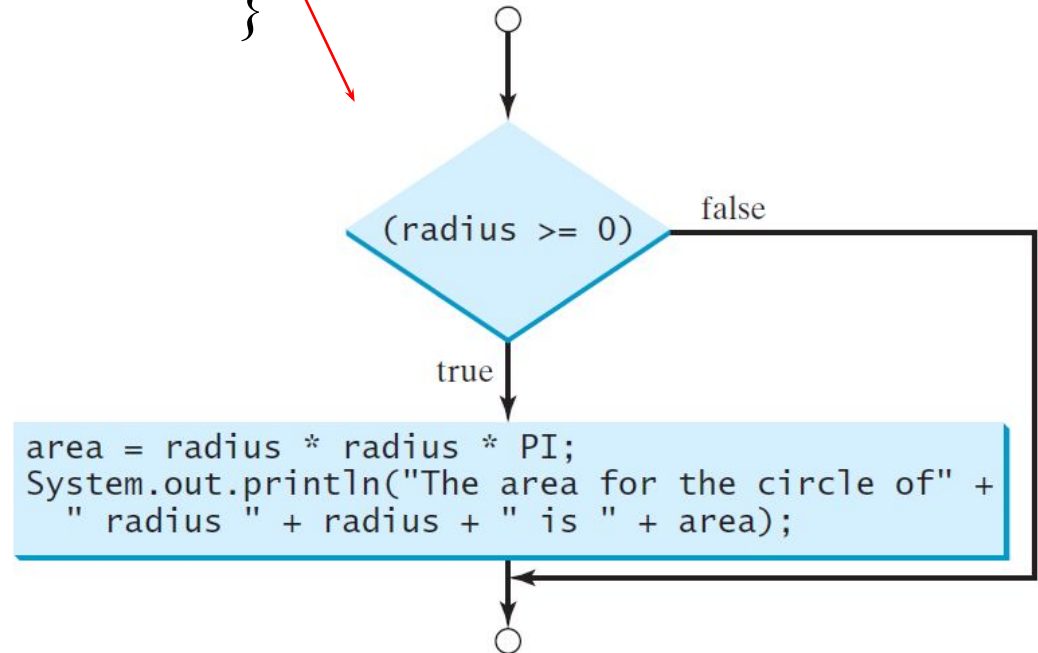 }
(radius >= 0)
false
true
area = radius * radius * PI;
System.out.println("The area for the circle of" +
" radius " + radius + " is " + area);